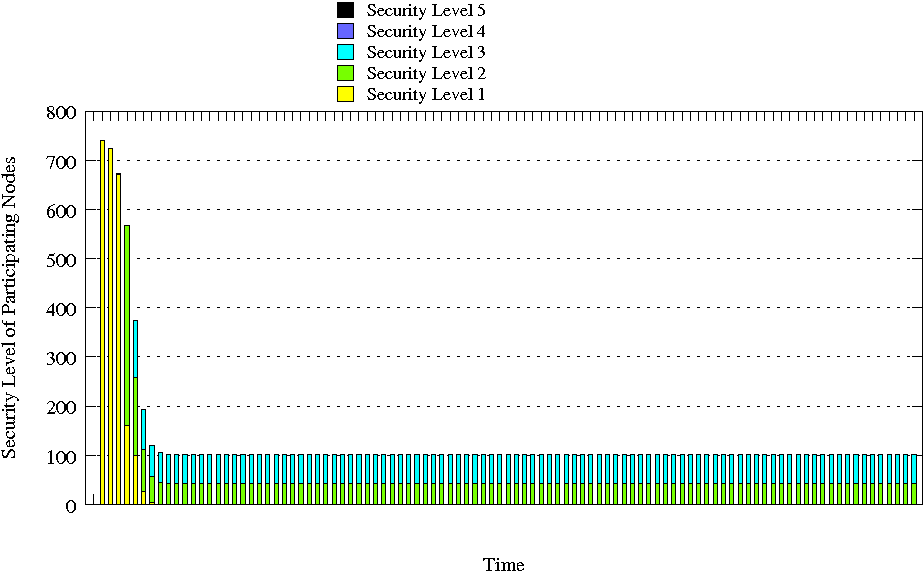 Security Level 5
Security Level 4
Security Level 3
Security Level 2
Security Level 1
800
700
600
500
400
300
200
100
0
Security Level of Participating Nodes
Time